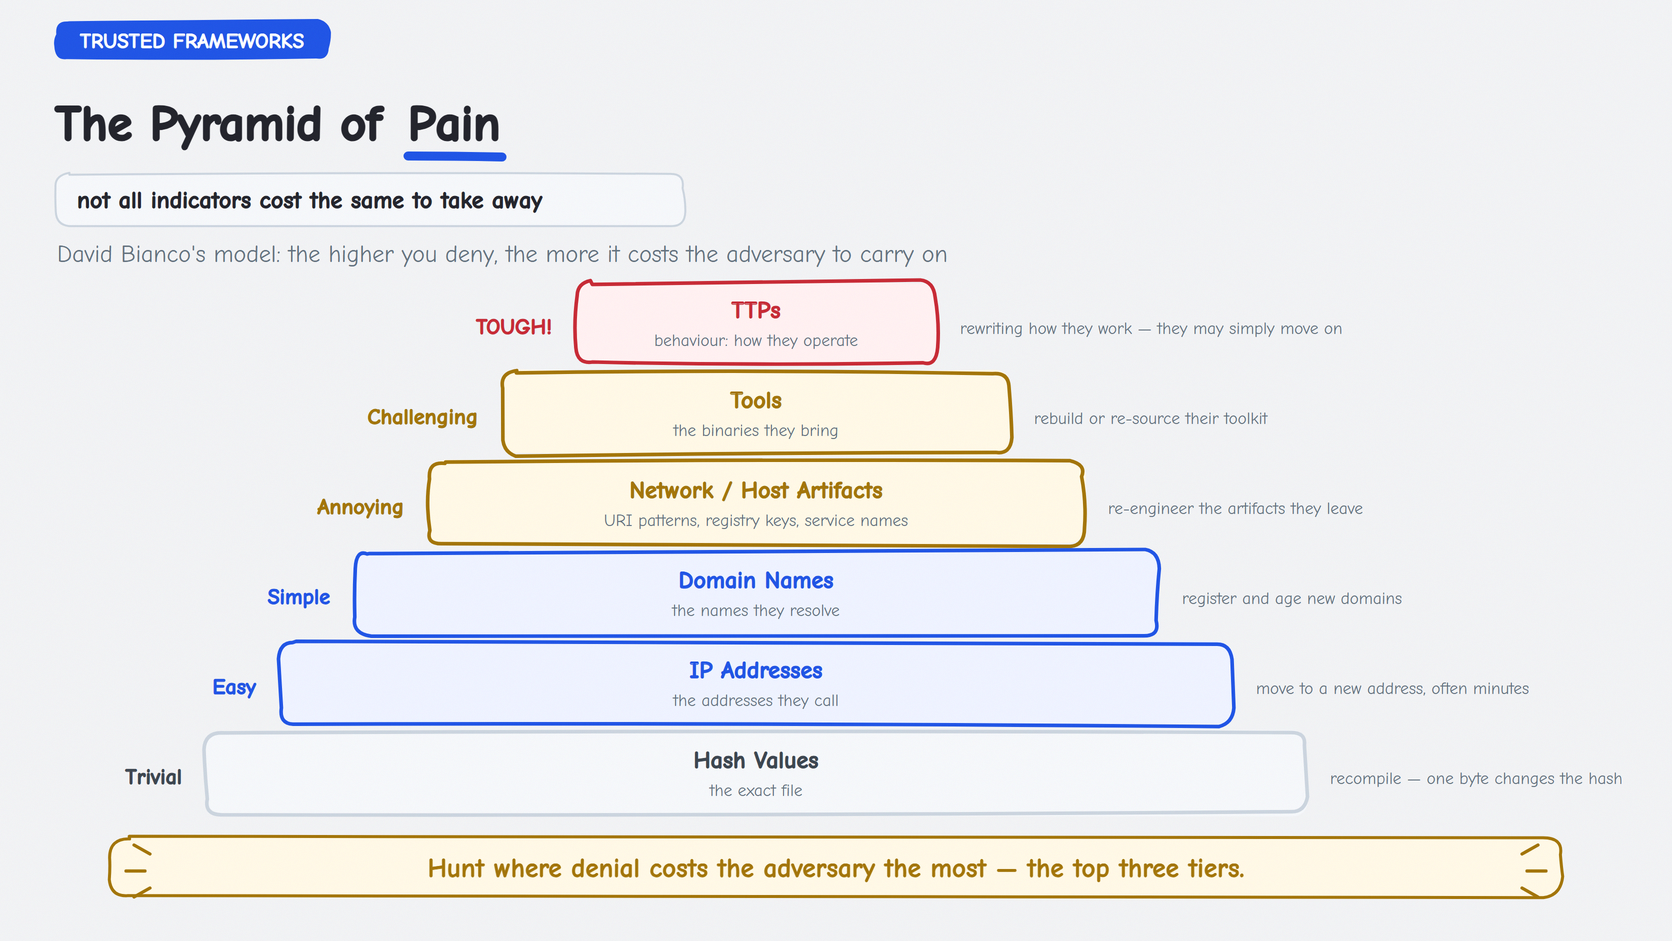 TRUSTED FRAMEWORKS
The Pyramid of Pain
not all indicators cost the same to take away
David Bianco's model: the higher you deny, the more it costs the adversary to carry on
TOUGH!
TTPs
behaviour: how they operate
rewriting how they work — they may simply move on
Challenging
Tools
the binaries they bring
rebuild or re-source their toolkit
Annoying
Network / Host Artifacts
URI patterns, registry keys, service names
re-engineer the artifacts they leave
Simple
Domain Names
the names they resolve
register and age new domains
Easy
IP Addresses
the addresses they call
move to a new address, often minutes
Trivial
Hash Values
the exact file
recompile — one byte changes the hash
Hunt where denial costs the adversary the most — the top three tiers.